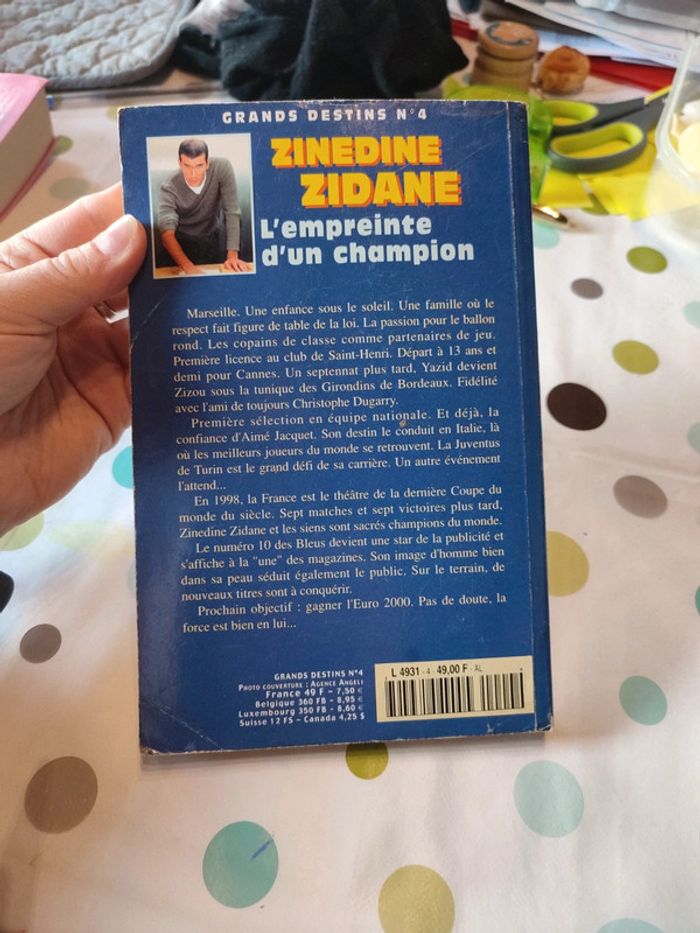 GRANDS DESTINS N°4
ZINEDINE
ZIDANE
L'empreinte
d'un champion
Marseille. Une enfance sous le soleil. Une famille où le
respect fait figure de table de la loi. La passion pour le ballon
rond. Les copains de classe comme partenaires de jeu.
Première licence au club de Saint-Henri. Départ à 13 ans et
demi pour Cannes. Un septennat plus tard, Yazid devient
Zizou sous la tunique des Girondins de Bordeaux. Fidélité
avec l'ami de toujours Christophe Dugarry.
Première sélection en équipe nationale. Et déjà, la
confiance d'Aimé Jacquet. Son destin le conduit en Italie, là
où les meilleurs joueurs du monde se retrouvent. La Juventus
de Turin est le grand défi de sa carrière. Un autre événement
l'attend...
En 1998, la France est le théâtre de la dernière Coupe du
monde du siècle. Sept matches et sept victoires plus tard,
Zinedine Zidane et les siens sont sacrés champions du monde.
Le numéro 10 des Bleus devient une star de la publicité et
s'affiche à la "une" des magazines. Son image d'homme bien
dans sa peau séduit également le public. Sur le terrain, de
nouveaux titres sont à conquérir.
Prochain objectif : gagner l'Euro 2000. Pas de doute, la
force est bien en lui...
GRANDS DESTINS N°4
PHOTO COUVERTURE : AGENCE ANGELI
France 49 F - 7,50 €
Belgique 360 FB - 8,95 €
Luxembourg 350 FB - 8,60 €
Suisse 12 FS - Canada 4,25 $
L 4931 - 4 - 49,00 F - AL